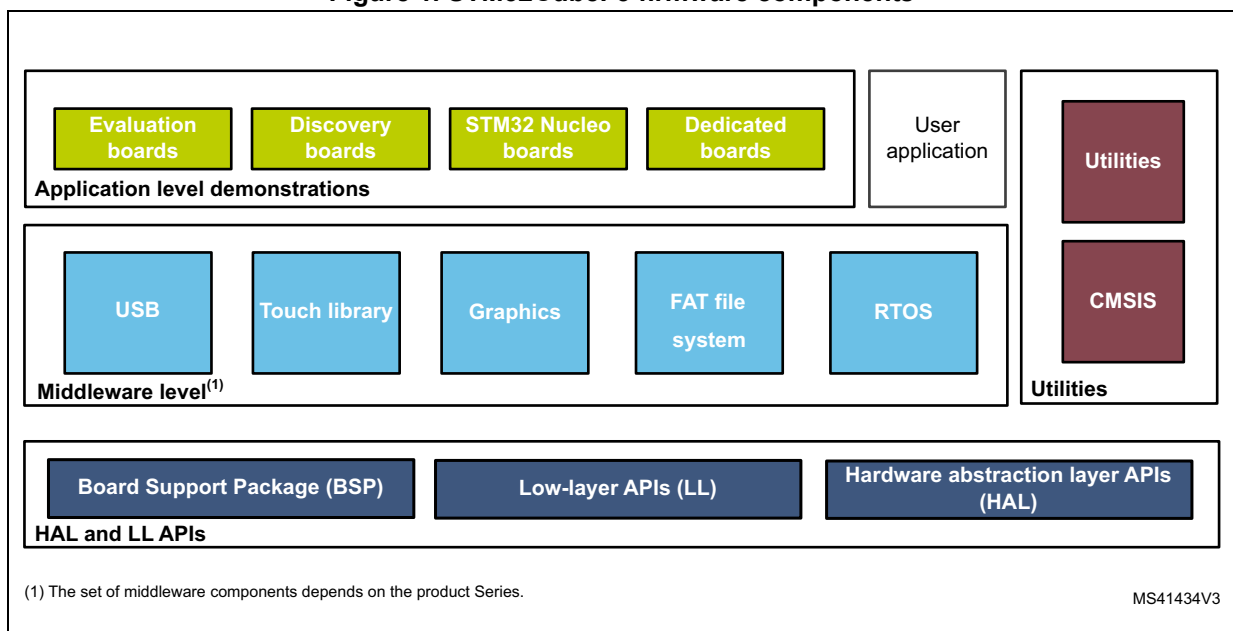 Evaluation
boards
Discovery
boards
STM32 Nucleo
boards
Dedicated
boards
Application level demonstrations
User
application
Utilities
CMSIS
Utilities
USB
Touch library
Graphics
FAT file
system
RTOS
Middleware level(1)
Board Support Package (BSP)
Low-layer APIs (LL)
Hardware abstraction layer APIs
(HAL)
HAL and LL APIs
(1) The set of middleware components depends on the product Series.
MS41434V3